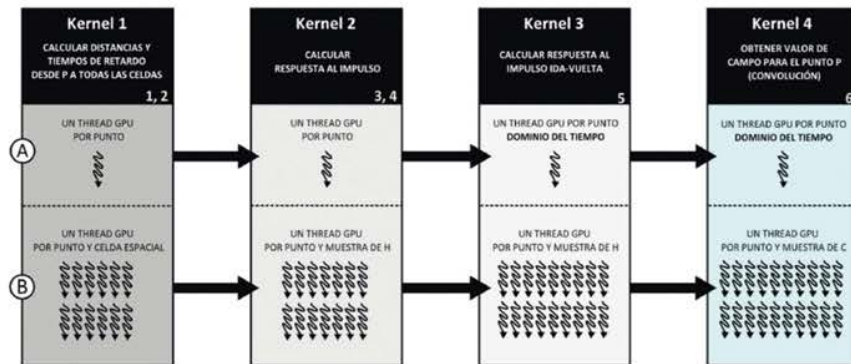 Kernel 1
CALCULAR DISTANCIAS Y
TIEMPOS DE RETARDO
DESDE P A TODAS LAS CELDAS
1, 2
Kernel 2
CALCULAR
RESPUESTA AL IMPULSO
3, 4
Kernel 3
CALCULAR RESPUESTA AL
IMPULSO IDA-VUELTA
5
Kernel 4
OBTENER VALOR DE
CAMPO PARA EL PUNTO P
(CONVOLUCIÓN)
6
A
UN THREAD GPU
POR PUNTO
UN THREAD GPU
POR PUNTO
UN THREAD GPU POR PUNTO
DOMINIO DEL TIEMPO
UN THREAD GPU POR PUNTO
DOMINIO DEL TIEMPO
B
UN THREAD GPU
POR PUNTO Y CELDA ESPACIAL
UN THREAD GPU
POR PUNTO Y MUESTRA DE H
UN THREAD GPU
POR PUNTO Y MUESTRA DE H
UN THREAD GPU
POR PUNTO Y MUESTRA DE C